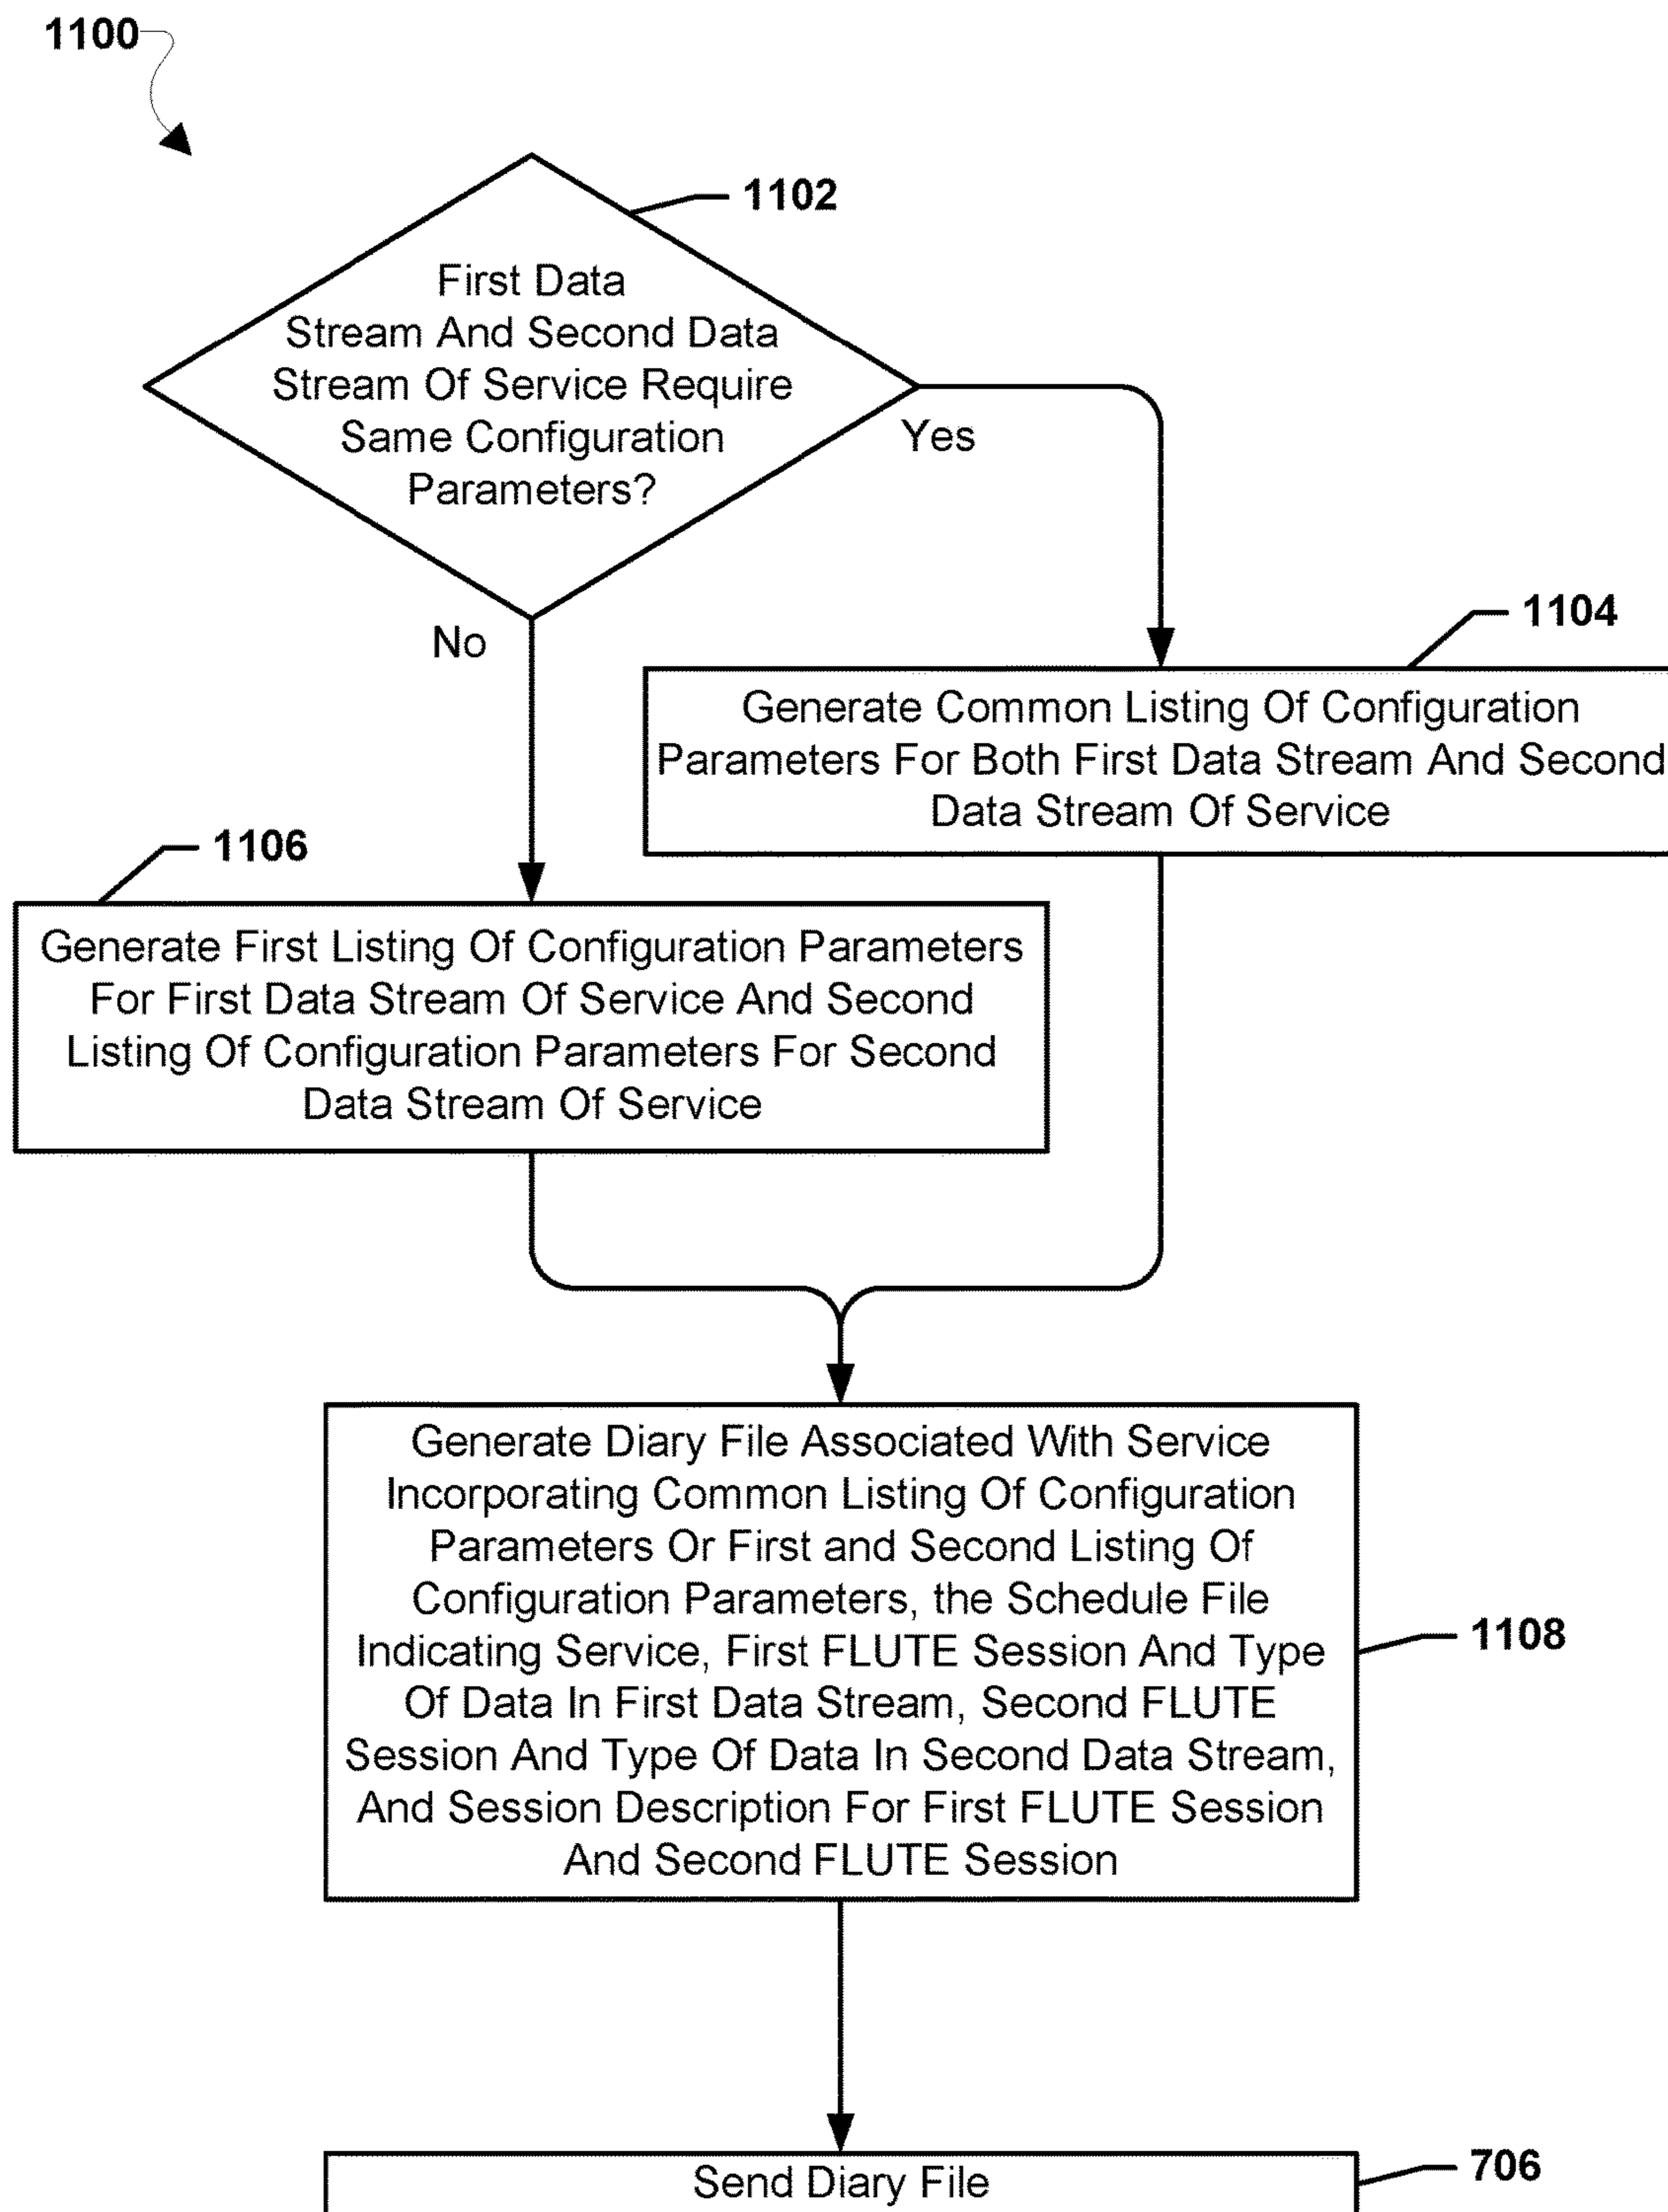 1100
1102
First Data
Stream And Second Data
Stream Of Service Require
Same Configuration
Parameters?
Yes
No
1104
Generate Common Listing Of Configuration
Parameters For Both First Data Stream And Second
Data Stream Of Service
1106
Generate First Listing Of Configuration Parameters
For First Data Stream Of Service And Second
Listing Of Configuration Parameters For Second
Data Stream Of Service
Generate Diary File Associated With Service
Incorporating Common Listing Of Configuration
Parameters Or First and Second Listing Of
Configuration Parameters, the Schedule File
Indicating Service, First FLUTE Session And Type
Of Data In First Data Stream, Second FLUTE
Session And Type Of Data In Second Data Stream,
And Session Description For First FLUTE Session
And Second FLUTE Session
1108
Send Diary File
706